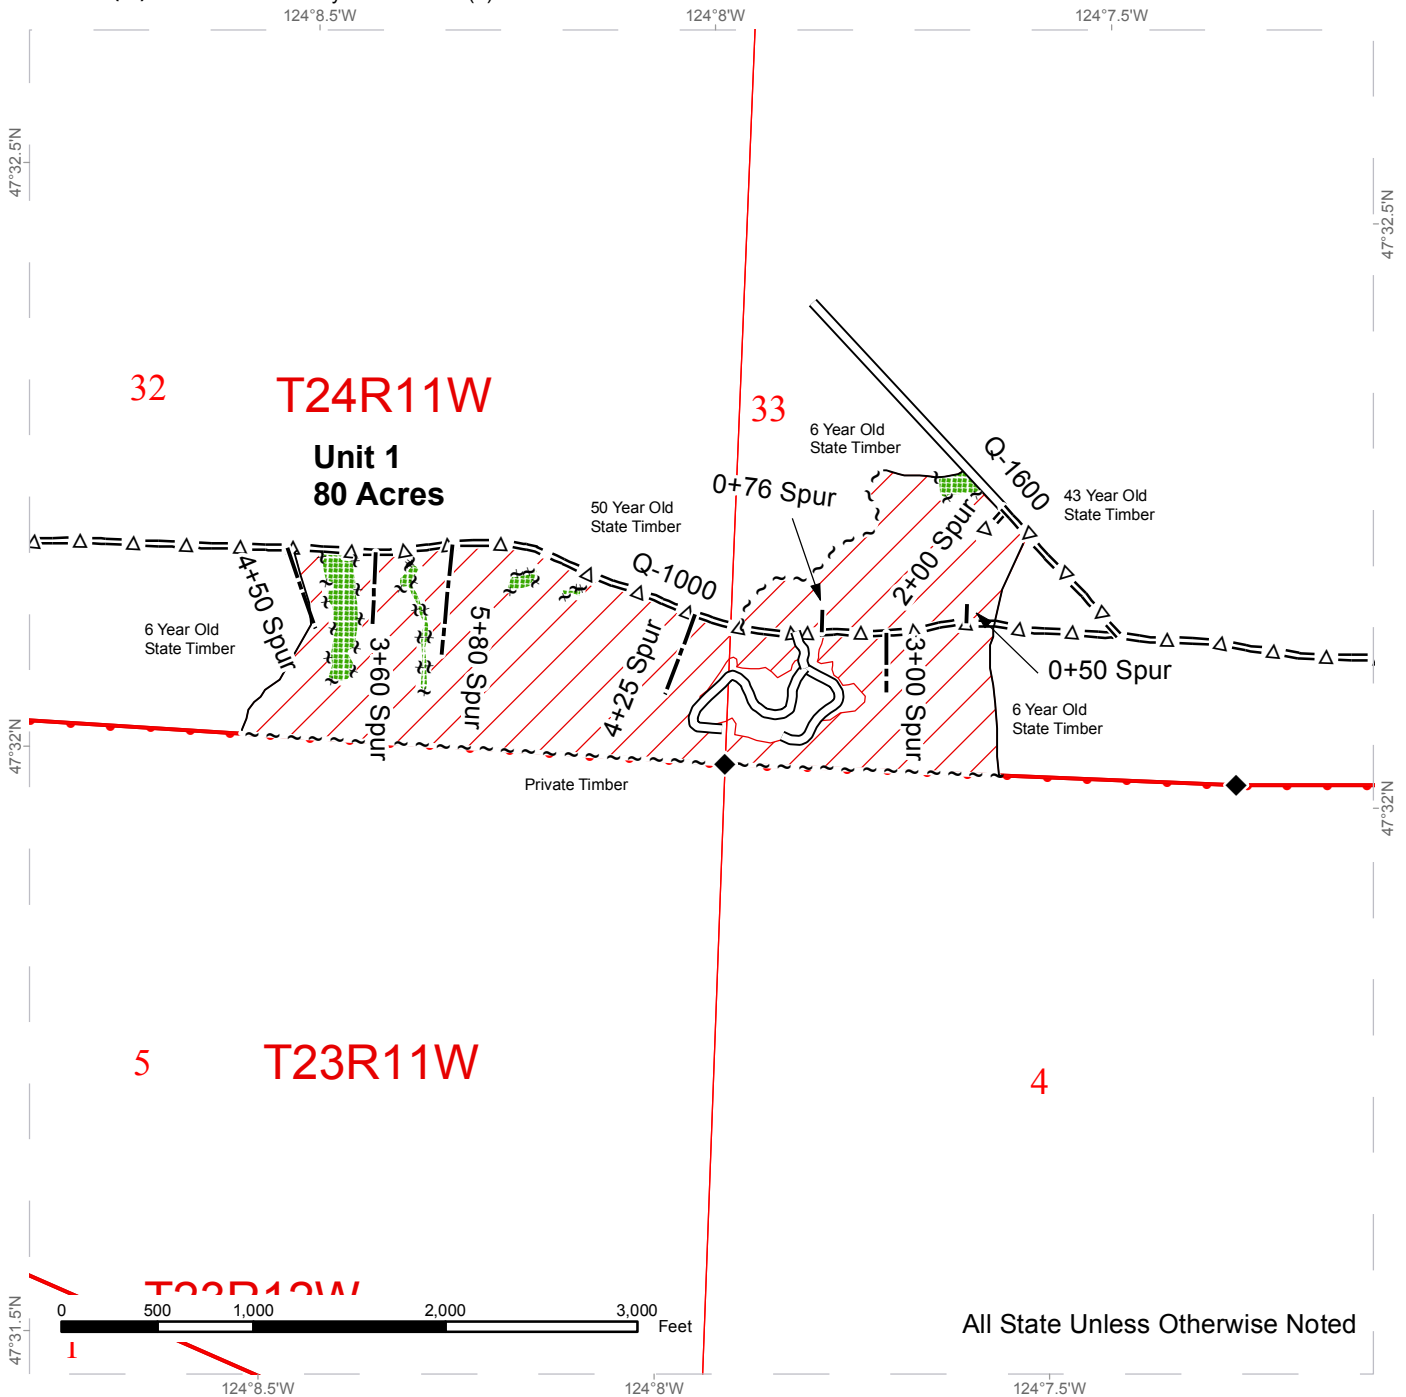 124°8.5'W
124°8'W
124°7.5'W
47°32.5'N
47°32.5'N
32
T24R11W
33
Unit 1
80 Acres
6 Year Old
State Timber
Q-1600
43 Year Old
State Timber
0+76 Spur
50 Year Old
State Timber
2+00 Spur
Q-1000
4+50 Spur
6 Year Old
State Timber
3+60 Spur
5+80 Spur
4+25 Spur
3+00 Spur
0+50 Spur
6 Year Old
State Timber
Private Timber
47°32'N
47°32'N
5
T23R11W
4
T23R12W
0
500
1,000
2,000
3,000
Feet
1
All State Unless Otherwise Noted
47°31.5'N
124°8.5'W
124°8'W
124°7.5'W